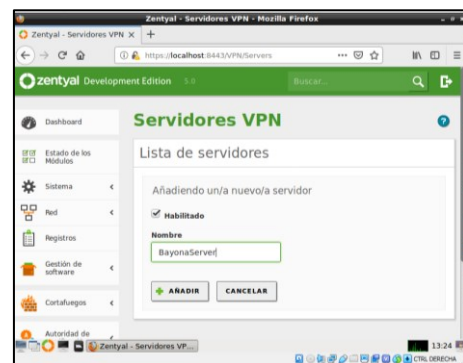 Zentyal - Servidores VPN - Mozilla Firefox
Zentyal - Servidores VPN
https://localhost:8443/VPN/Servers
zentyal Development Edition 5.0
Buscar...
Dashboard
Estado de los Módulos
Sistema
Red
Registros
Gestión de software
Cortafuegos
Autoridad de
Servidores VPN
Lista de servidores
Añadiendo un/a nuevo/a servidor
Habilitado
Nombre
BayonaServer
AÑADIR
CANCELAR
Zentyal - Servidores VP...
13:24
CTRL DERECHA